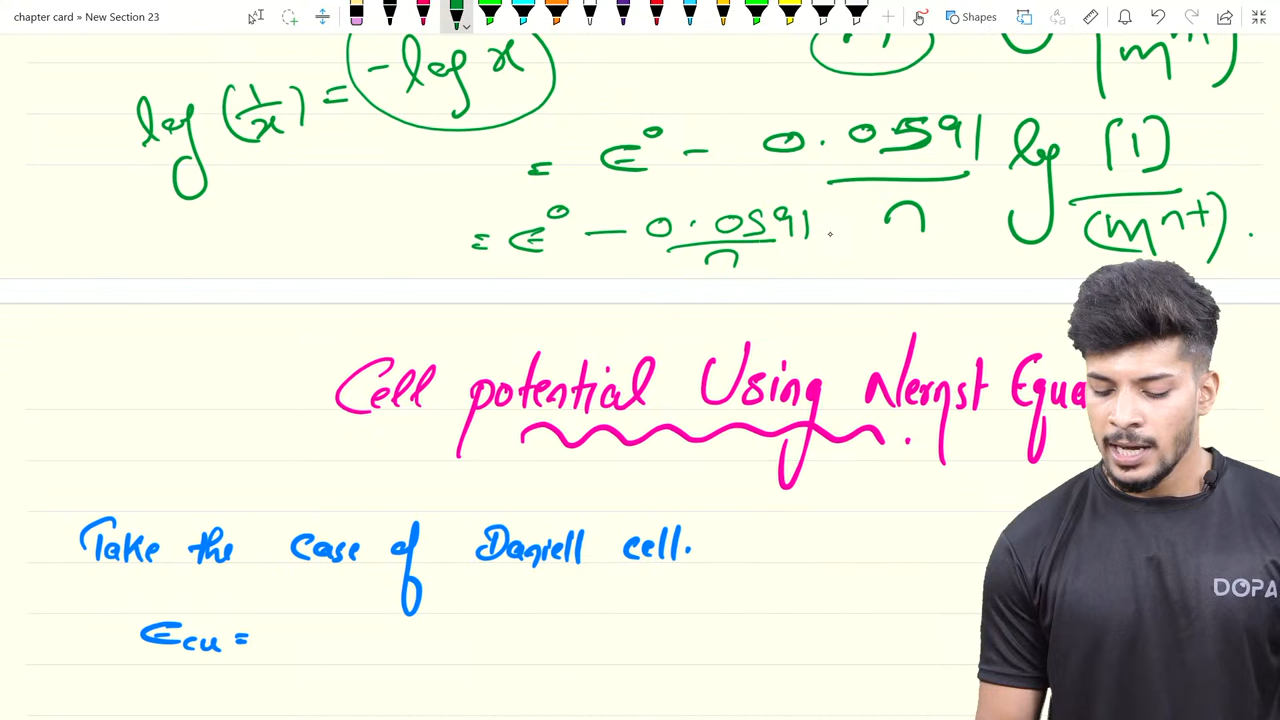 chapter card » New Section 23
Shapes
log (1/x) = -log x
(m^n+)
= E° - 0.0591/n log [1]/(m^n+).
= E° - 0.0591/n
Cell potential Using Nernst Equa
Take the case of Daniell cell.
E_cu =
DOPA